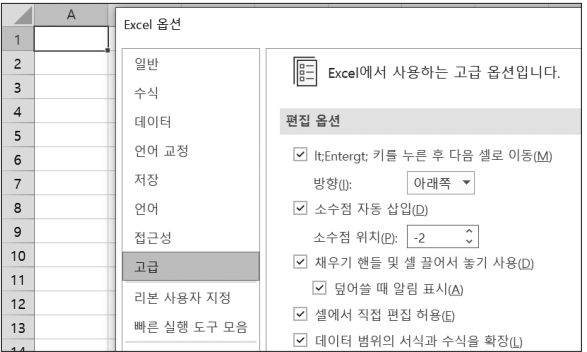 A
Excel 옵션
1
2
3
4
5
6
7
8
9
10
11
12
13
14
일반
수식
데이터
언어 교정
저장
언어
접근성
고급
리본 사용자 지정
빠른 실행 도구 모음
Excel에서 사용하는 고급 옵션입니다.
편집 옵션
lt;Entergt; 키를 누른 후 다음 셀로 이동(M)
방향(I): 아래쪽
소수점 자동 삽입(D)
소수점 위치(P): -2
채우기 핸들 및 셀 끌어서 놓기 사용(D)
덮어쓸 때 알림 표시(A)
셀에서 직접 편집 허용(E)
데이터 범위의 서식과 수식을 확장(L)